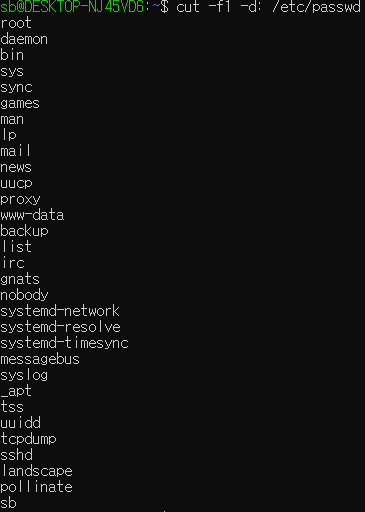 sb@DESKTOP-NJ45VD6:~$ cut -f1 -d: /etc/passwd
root
daemon
bin
sys
sync
games
man
lp
mail
news
uucp
proxy
www-data
backup
list
irc
gnats
nobody
systemd-network
systemd-resolve
systemd-timesync
messagebus
syslog
_apt
tss
uuidd
tcpdump
sshd
landscape
pollinate
sb